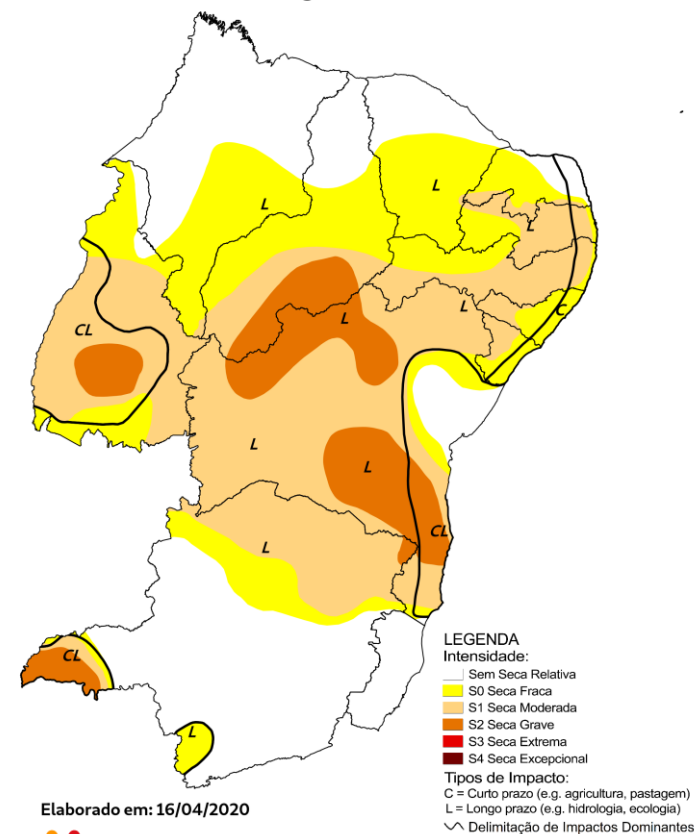 L
L
L
CL
L
L
C
L
L
CL
L
CL
L
LEGENDA
Intensidade:
Sem Seca Relativa
S0 Seca Fraca
S1 Seca Moderada
S2 Seca Grave
S3 Seca Extrema
S4 Seca Excepcional
Tipos de Impacto:
C = Curto prazo (e.g. agricultura, pastagem)
L = Longo prazo (e.g. hidrologia, ecologia)
Delimitação de Impactos Dominantes
Elaborado em: 16/04/2020